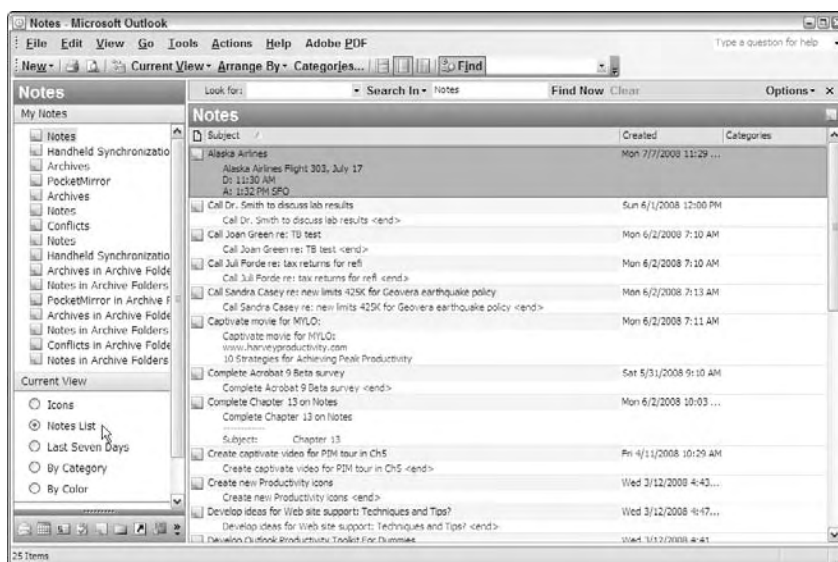 Notes - Microsoft Outlook
File Edit View Go Tools Actions Help Adobe PDF
Type a question for help
New Current View Arrange By Categories... Find
Notes
Look for: Search In Notes Find Now Clear Options
My Notes
Notes
Handheld Synchronizatio
Archives
PocketMirror
Archives
Notes
Conflicts
Notes
Handheld Synchronizatio
Archives in Archive Folde
Notes in Archive Folders
PocketMirror in Archive F
Archives in Archive Folde
Notes in Archive Folders
Conflicts in Archive Folde
Notes in Archive Folders
Current View
Icons
Notes List
Last Seven Days
By Category
By Color
Notes
Subject Created Categories
Alaska Airlines Mon 7/7/2008 11:29 ...
Alaska Airlines Flight 303, July 17
D: 11:30 AM
A: 1:32 PM SFO
Call Dr. Smith to discuss lab results Sun 6/1/2008 12:00 PM
Call Dr. Smith to discuss lab results <end>
Call Joan Green re: TB test Mon 6/2/2008 7:10 AM
Call Joan Green re: TB test <end>
Call Juli Forde re: tax returns for refi Mon 6/2/2008 7:10 AM
Call Juli Forde re: tax returns for refi <end>
Call Sandra Casey re: new limits 425K for Geovera earthquake policy Mon 6/2/2008 7:13 AM
Call Sandra Casey re: new limits 425K for Geovera earthquake policy <end>
Captivate movie for MYLO: Mon 6/2/2008 7:11 AM
Captivate movie for MYLO:
www.harveyproductivity.com
10 Strategies for Achieving Peak Productivity
Complete Acrobat 9 Beta survey Sat 5/31/2008 9:10 AM
Complete Acrobat 9 Beta survey <end>
Complete Chapter 13 on Notes Mon 6/2/2008 10:03 ...
Complete Chapter 13 on Notes
------------
Subject: Chapter 13
Create captivate video for PIM tour in Ch5 Fri 4/11/2008 10:29 AM
Create captivate video for PIM tour in Ch5 <end>
Create new Productivity icons Wed 3/12/2008 4:43...
Create new Productivity icons <end>
Develop ideas for Web site support: Techniques and Tips? Wed 3/12/2008 4:47...
Develop ideas for Web site support: Techniques and Tips? <end>
Develop Outlook Productivity Toolkit For Dummies Wed 3/12/2008 4:41
25 Items